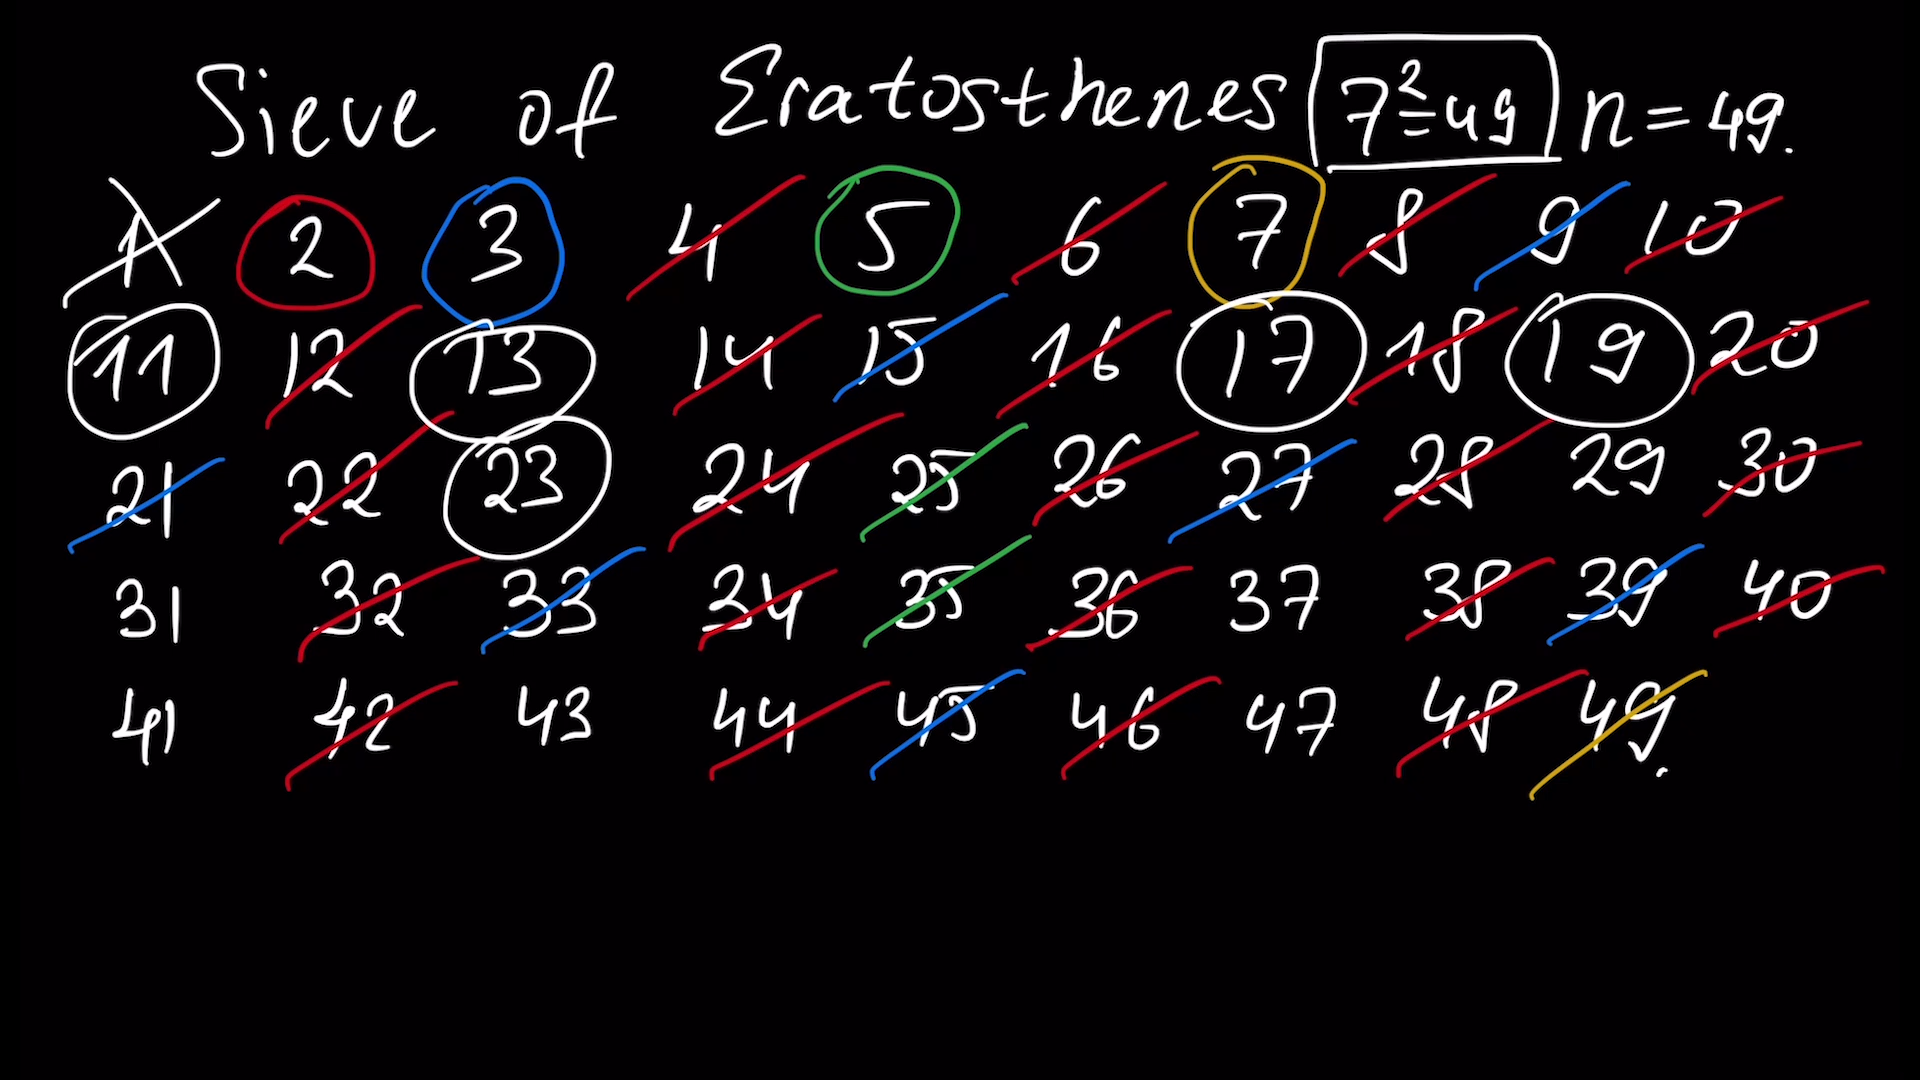 Sieve of Eratosthenes 7²=49 n=49.
1 2 3 4 5 6 7 8 9 10
11 12 13 14 15 16 17 18 19 20
21 22 23 24 25 26 27 28 29 30
31 32 33 34 35 36 37 38 39 40
41 42 43 44 45 46 47 48 49.